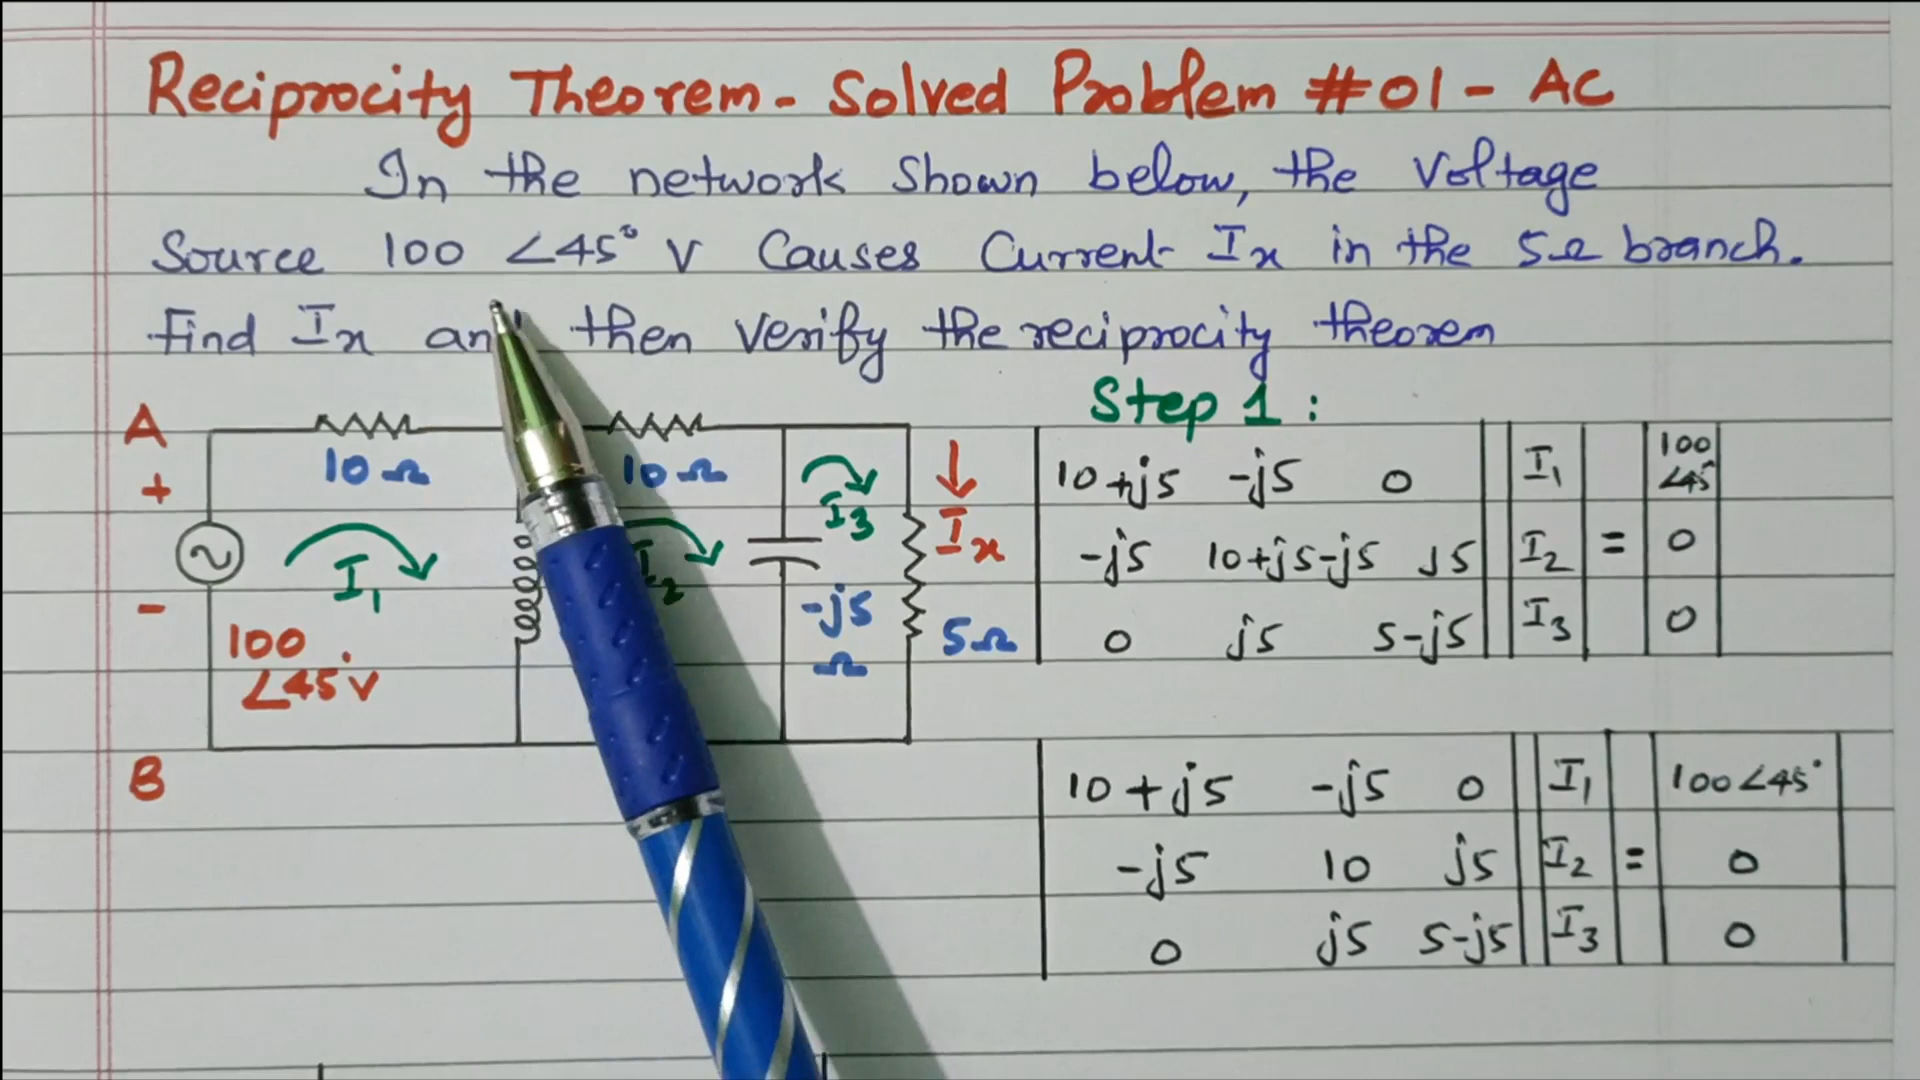 Reciprocity Theorem - Solved Problem #01 - AC
In the network shown below, the Voltage
Source 100 ∠45° V Causes Current Ix in the 5Ω branch.
Find Ix then verify the reciprocity theorem
Step 1 :
A
+
10 Ω
10 Ω
I1
I3
Ix
-
-j5
Ω
5Ω
100
∠45° V
B
10+j5 -j5 0 I1 100 ∠45
-j5 10+j5-j5 j5 I2 = 0
0 j5 5-j5 I3 0
10+j5 -j5 0 I1 100∠45°
-j5 10 j5 I2 = 0
0 j5 5-j5 I3 0